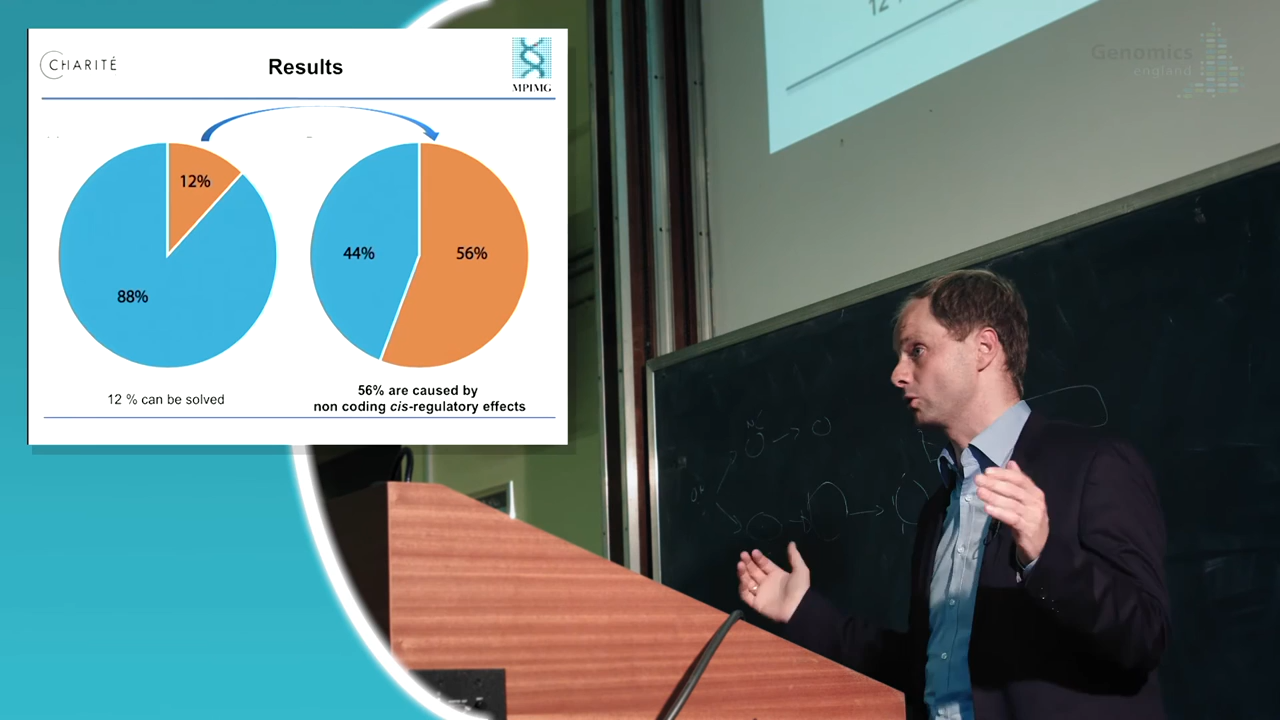 CHARITÉ
Results
MPIMG
12%
88%
44%
56%
12 % can be solved
56% are caused by
non coding cis-regulatory effects
12
Genomics
england